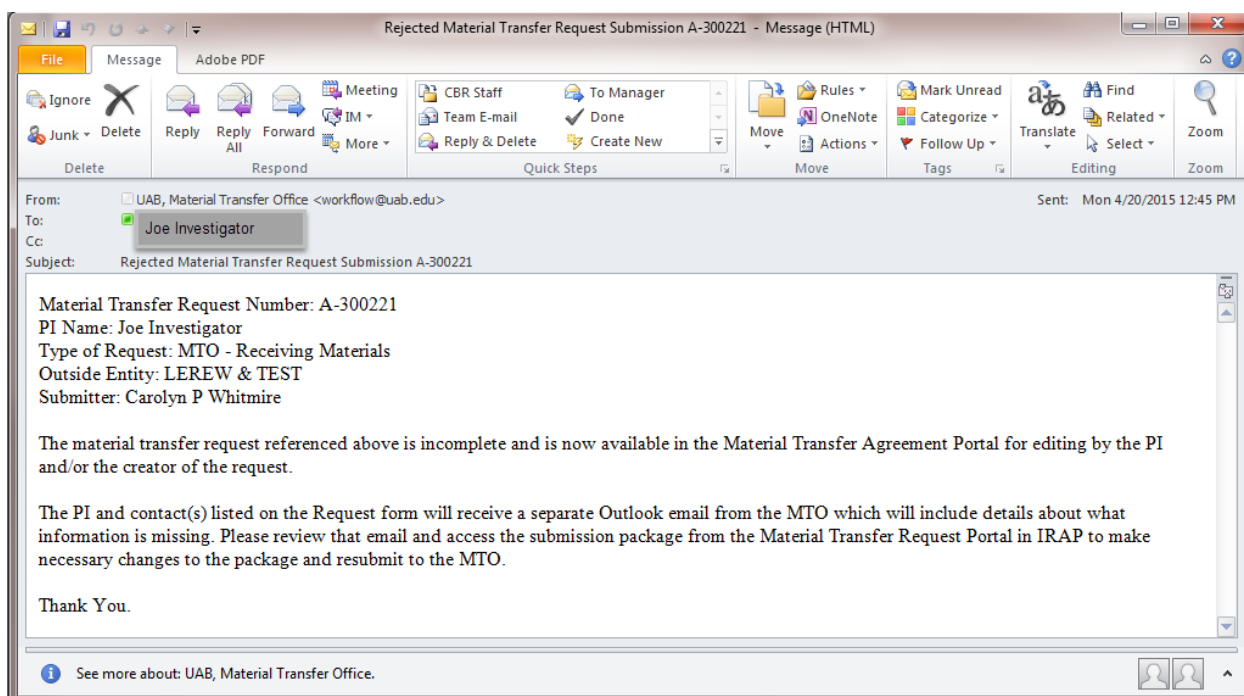 Rejected Material Transfer Request Submission A-300221 - Message (HTML)
File Message Adobe PDF
Ignore
Junk
Delete
Delete
Reply
Reply All
Forward
Meeting
IM
More
Respond
CBR Staff
Team E-mail
Reply & Delete
To Manager
Done
Create New
Quick Steps
Move
Rules
OneNote
Actions
Move
Mark Unread
Categorize
Follow Up
Tags
Translate
Find
Related
Select
Editing
Zoom
Zoom
From: UAB, Material Transfer Office <workflow@uab.edu> Sent: Mon 4/20/2015 12:45 PM
To: Joe Investigator
Cc:
Subject: Rejected Material Transfer Request Submission A-300221
Material Transfer Request Number: A-300221
PI Name: Joe Investigator
Type of Request: MTO - Receiving Materials
Outside Entity: LEREW & TEST
Submitter: Carolyn P Whitmire
The material transfer request referenced above is incomplete and is now available in the Material Transfer Agreement Portal for editing by the PI
and/or the creator of the request.
The PI and contact(s) listed on the Request form will receive a separate Outlook email from the MTO which will include details about what
information is missing. Please review that email and access the submission package from the Material Transfer Request Portal in IRAP to make
necessary changes to the package and resubmit to the MTO.
Thank You.
See more about: UAB, Material Transfer Office.